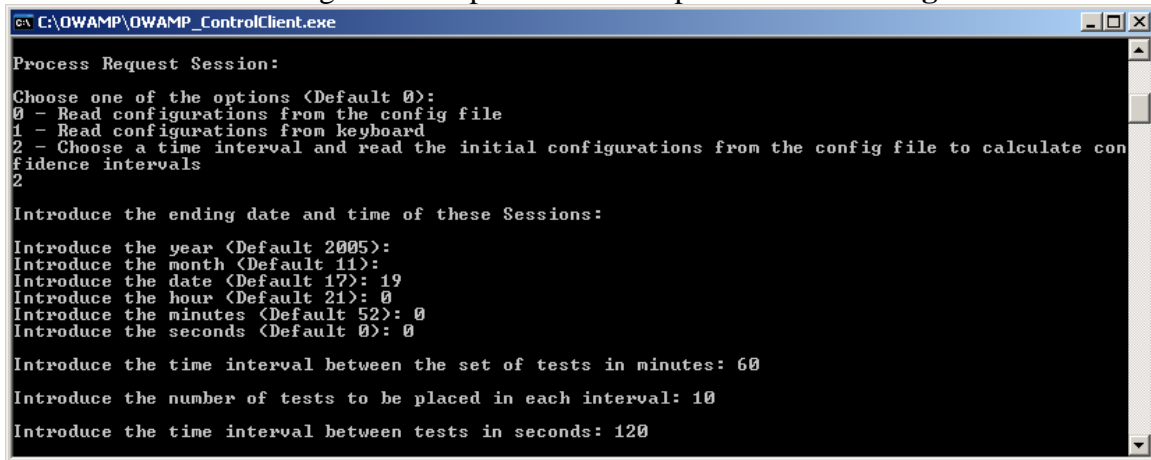 C:\OWAMP\OWAMP_ControlClient.exe
Process Request Session:
Choose one of the options (Default 0):
0 - Read configurations from the config file
1 - Read configurations from keyboard
2 - Choose a time interval and read the initial configurations from the config file to calculate con
fidence intervals
2
Introduce the ending date and time of these Sessions:
Introduce the year (Default 2005):
Introduce the month (Default 11):
Introduce the date (Default 17): 19
Introduce the hour (Default 21): 0
Introduce the minutes (Default 52): 0
Introduce the seconds (Default 0): 0
Introduce the time interval between the set of tests in minutes: 60
Introduce the number of tests to be placed in each interval: 10
Introduce the time interval between tests in seconds: 120